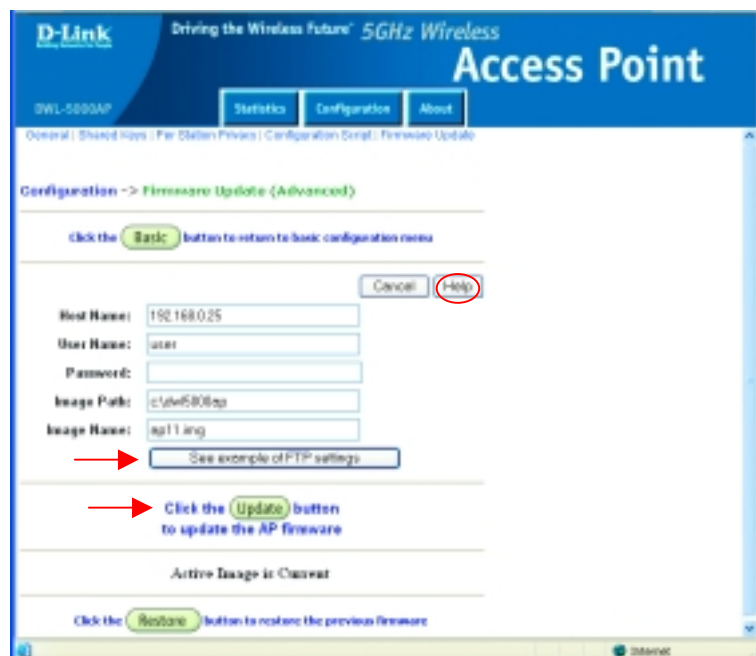 D-Link
Driving the Wireless Future™ 5GHz Wireless
Access Point
DWL-5000AP
Statistics Configuration About
General | Shared Keys | Per Station Privacy | Configuration Script | Firmware Update
Configuration -> Firmware Update (Advanced)
Click the Basic button to return to basic configuration menu
Cancel Help
Host Name: 192.168.0.25
User Name: user
Password:
Image Path: c:\dwl5000ap
Image Name: ap11.img
See example of FTP settings
Click the Update button
to update the AP firmware
Active Image is Current
Click the Restore button to restore the previous firmware
Internet